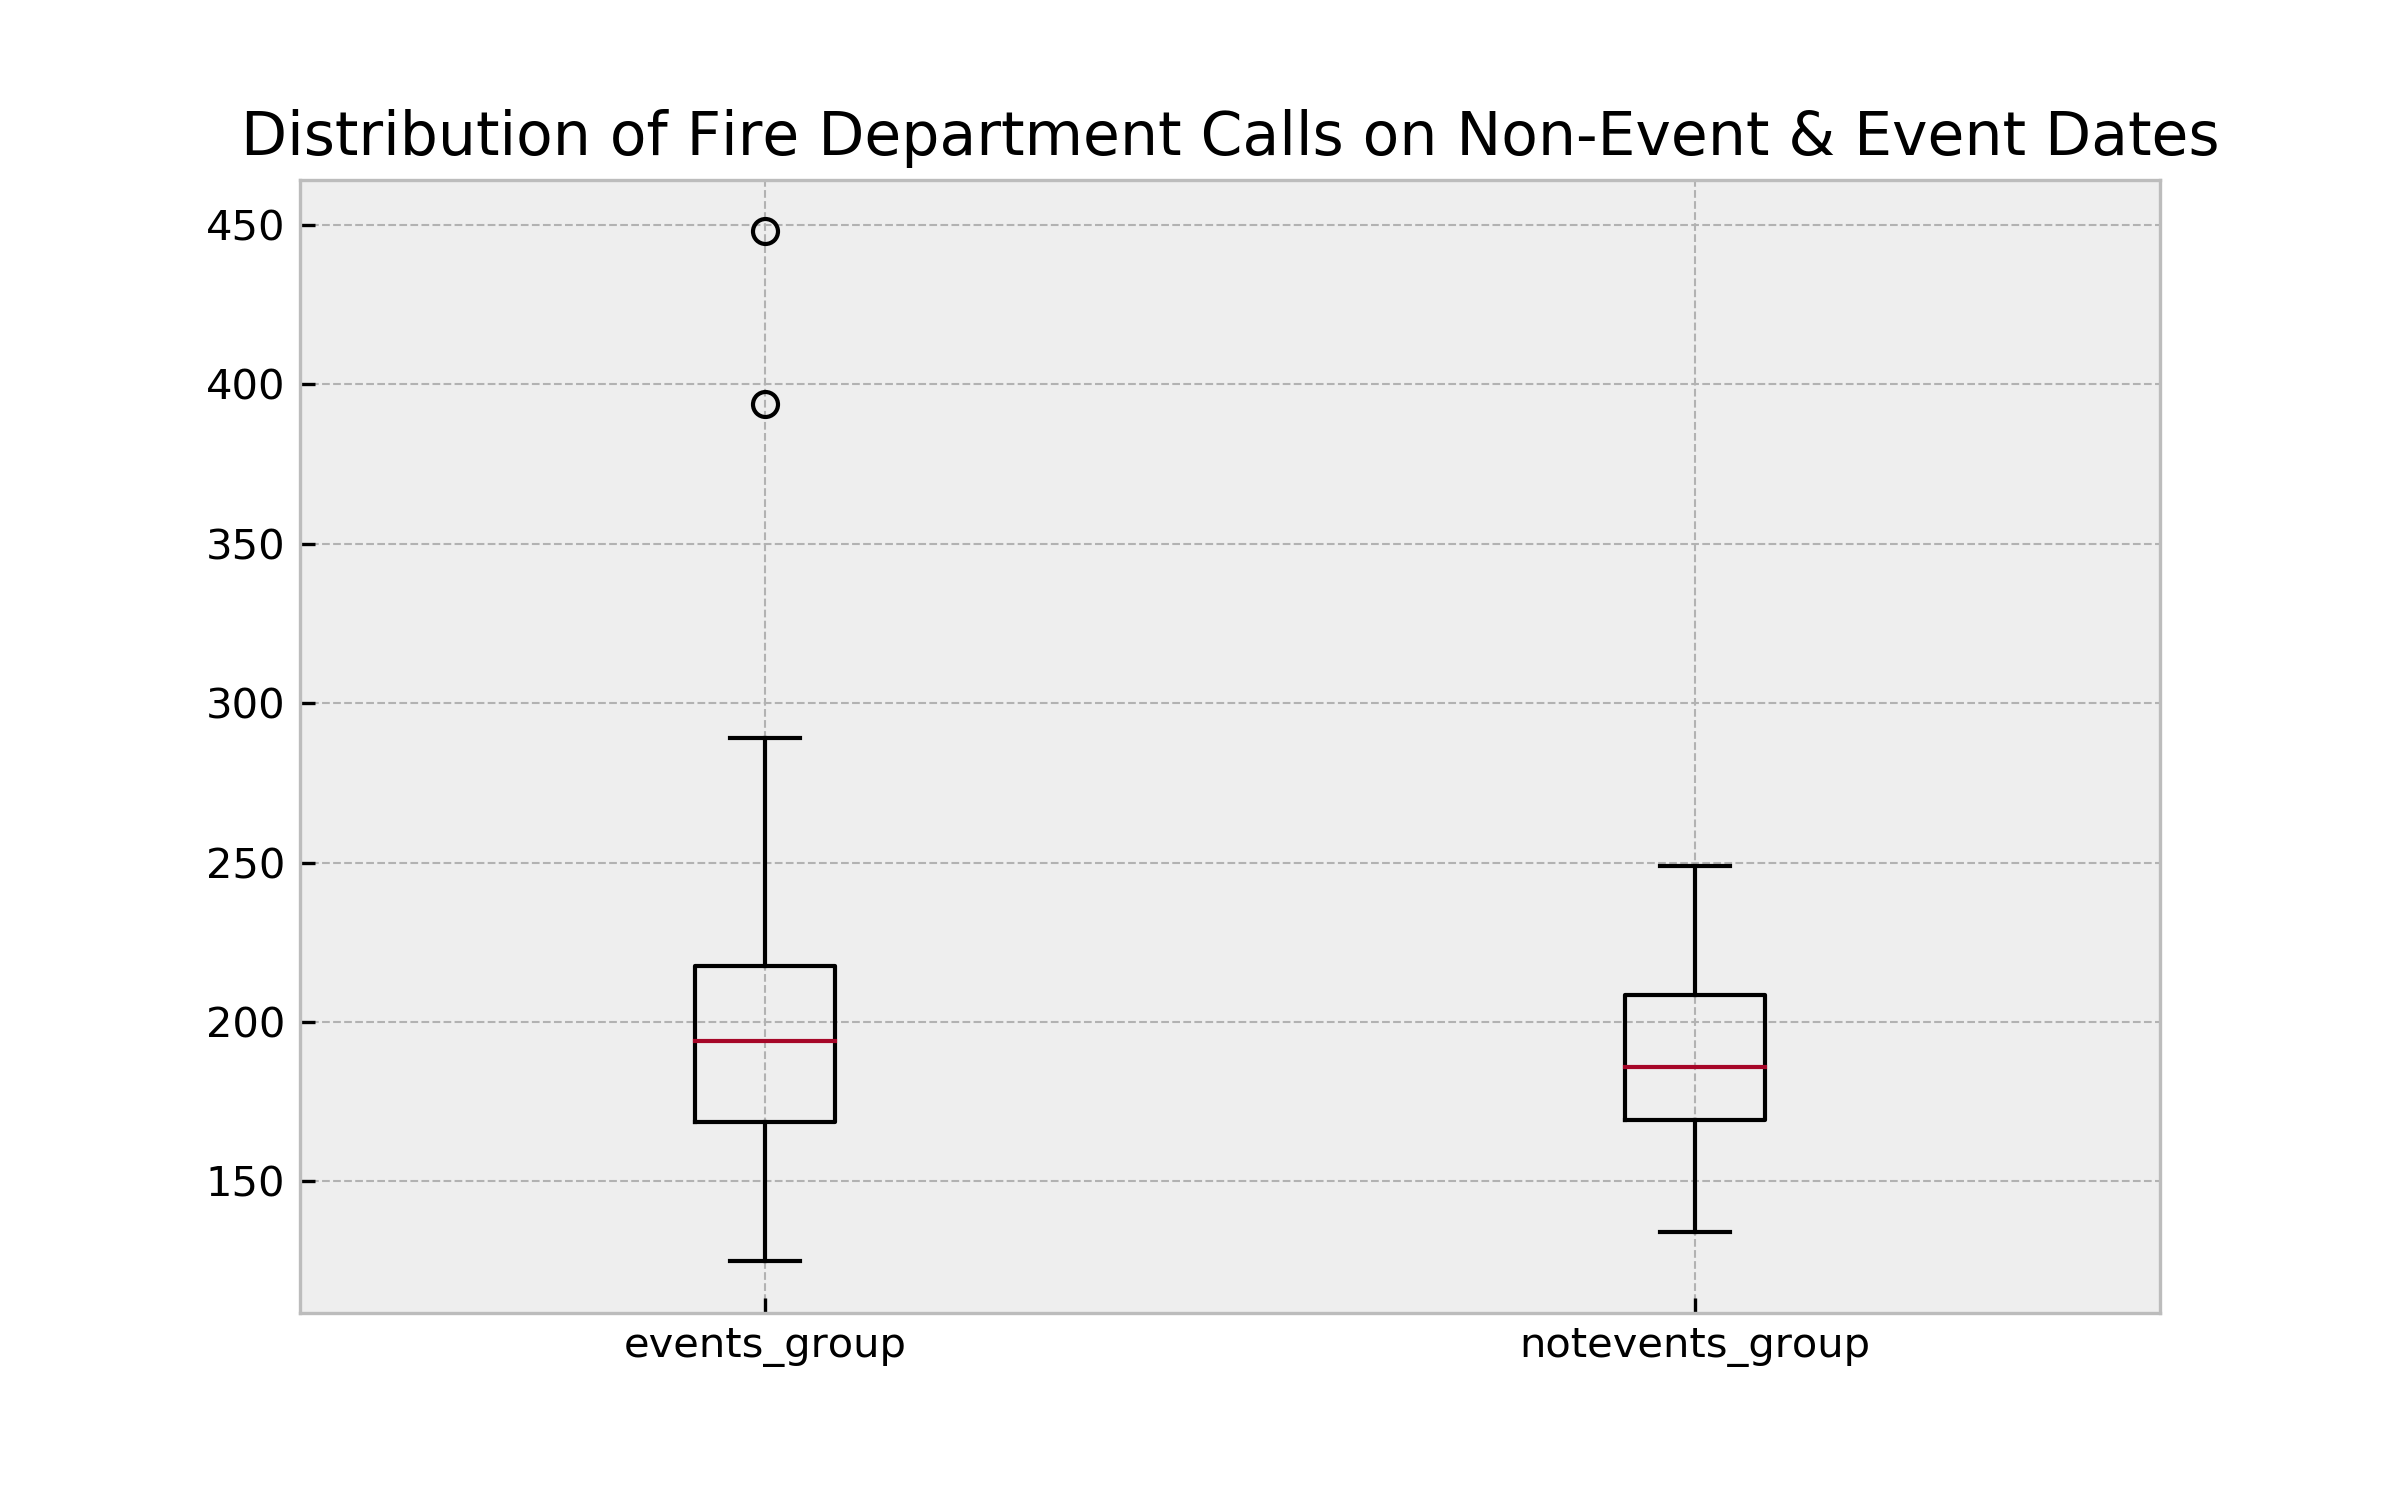 Distribution of Fire Department Calls on Non-Event & Event Dates
450
400
350
300
250
200
150
events_group
notevents_group